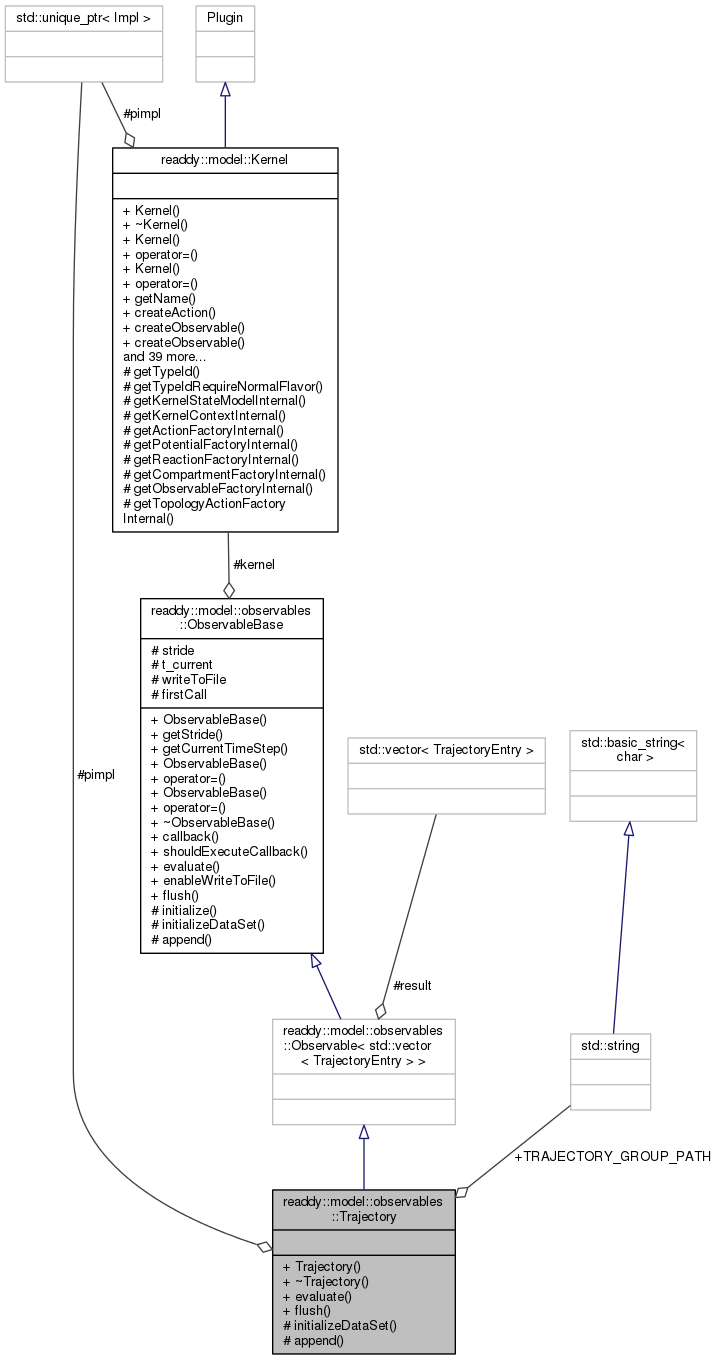 std::unique_ptr< Impl >
Plugin
#pimpl
readdy::model::Kernel
+ Kernel()
+ ~Kernel()
+ Kernel()
+ operator=()
+ Kernel()
+ operator=()
+ getName()
+ createAction()
+ createObservable()
+ createObservable()
and 39 more...
# getTypeId()
# getTypeIdRequireNormalFlavor()
# getKernelStateModelInternal()
# getKernelContextInternal()
# getActionFactoryInternal()
# getPotentialFactoryInternal()
# getReactionFactoryInternal()
# getCompartmentFactoryInternal()
# getObservableFactoryInternal()
# getTopologyActionFactory
Internal()
#kernel
readdy::model::observables
::ObservableBase
# stride
# t_current
# writeToFile
# firstCall
+ ObservableBase()
+ getStride()
+ getCurrentTimeStep()
+ ObservableBase()
+ operator=()
+ ObservableBase()
+ operator=()
+ ~ObservableBase()
+ callback()
+ shouldExecuteCallback()
+ evaluate()
+ enableWriteToFile()
+ flush()
# initialize()
# initializeDataSet()
# append()
#pimpl
std::vector< TrajectoryEntry >
std::basic_string<
char >
#result
readdy::model::observables
::Observable< std::vector
< TrajectoryEntry > >
std::string
+TRAJECTORY_GROUP_PATH
readdy::model::observables
::Trajectory
+ Trajectory()
+ ~Trajectory()
+ evaluate()
+ flush()
# initializeDataSet()
# append()